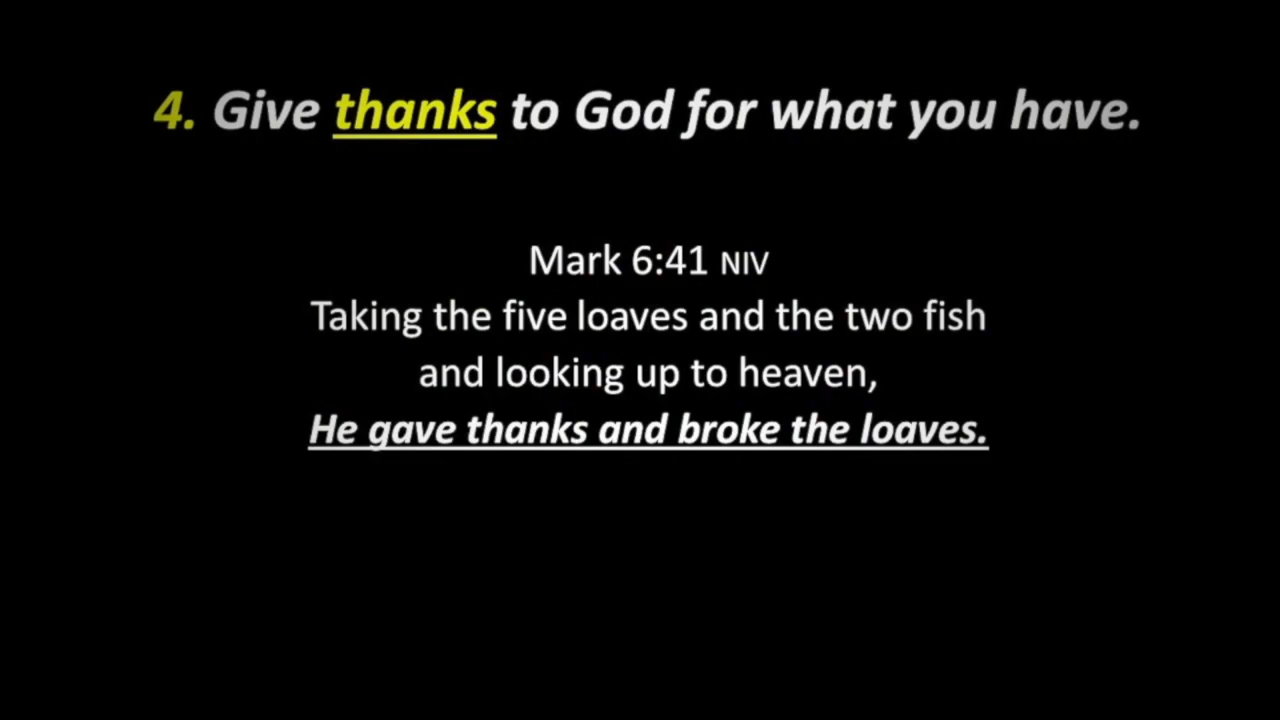 4. Give thanks to God for what you have.
Mark 6:41 NIV
Taking the five loaves and the two fish
and looking up to heaven,
He gave thanks and broke the loaves.